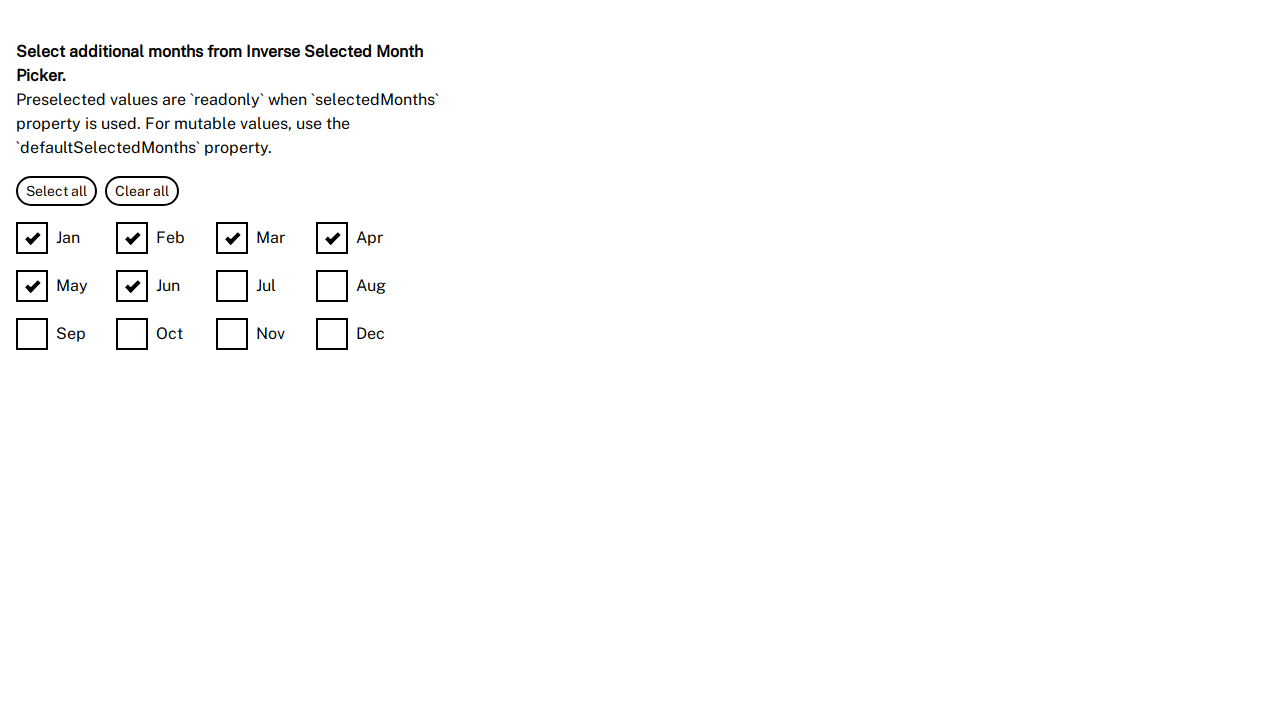 Select additional months from Inverse Selected Month
Picker.
Preselected values are `readonly` when `selectedMonths`
property is used. For mutable values, use the
`defaultSelectedMonths` property.
Select all Clear all
Jan Feb Mar Apr
May Jun Jul Aug
Sep Oct Nov Dec